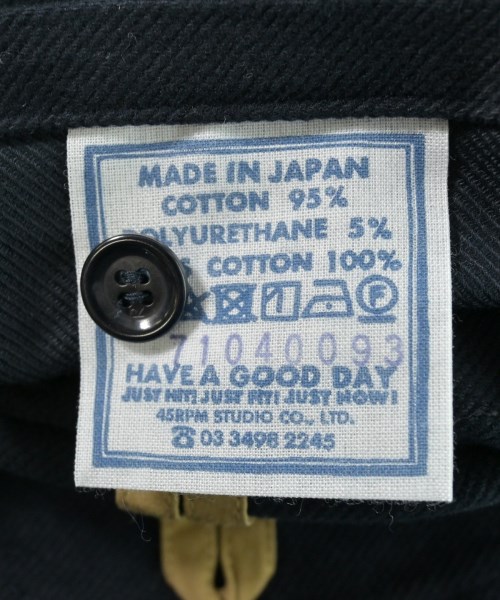 MADE IN JAPAN
COTTON 95%
POLYURETHANE 5%
COTTON 100%
F
71040093
HAVE A GOOD DAY
JUST HIT! JUST FIT! JUST NOW!
45RPM STUDIO CO., LTD.
☎03 3498 2245